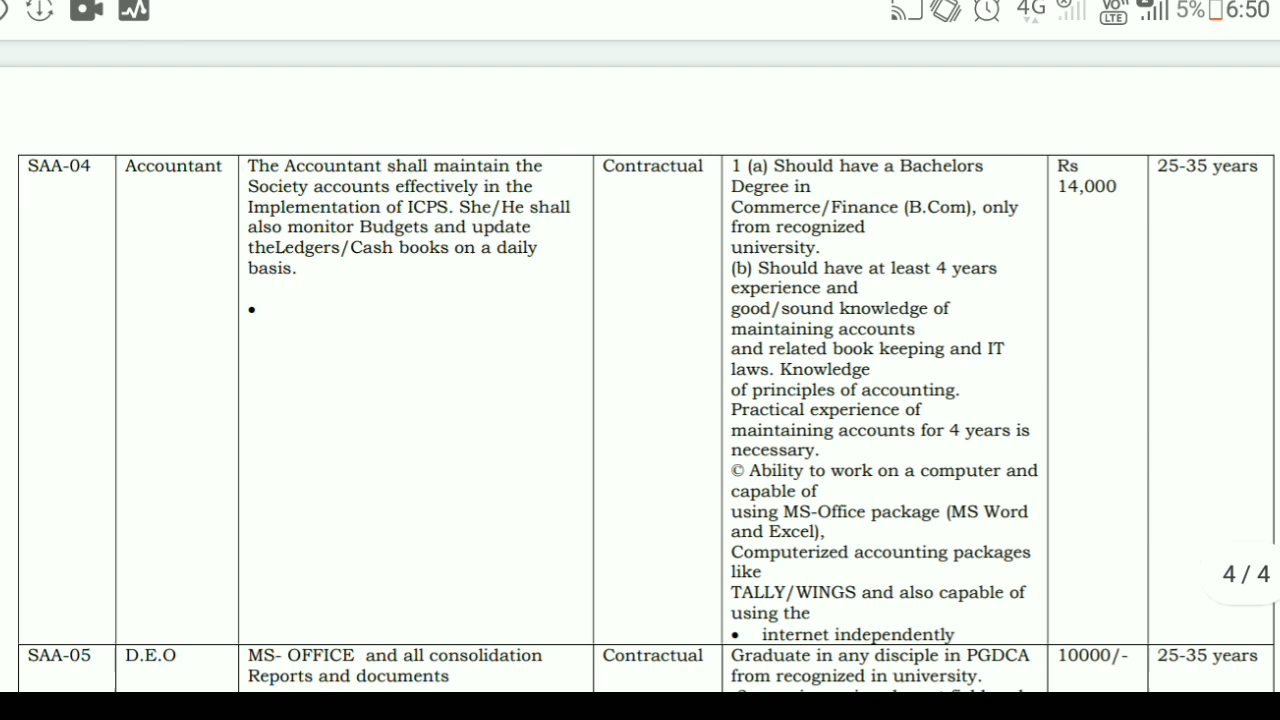 4G VO)) LTE 5% 6:50
SAA-04
Accountant
The Accountant shall maintain the
Society accounts effectively in the
Implementation of ICPS. She/He shall
also monitor Budgets and update
theLedgers/Cash books on a daily
basis.
•
Contractual
1 (a) Should have a Bachelors
Degree in
Commerce/Finance (B.Com), only
from recognized
university.
(b) Should have at least 4 years
experience and
good/sound knowledge of
maintaining accounts
and related book keeping and IT
laws. Knowledge
of principles of accounting.
Practical experience of
maintaining accounts for 4 years is
necessary.
© Ability to work on a computer and
capable of
using MS-Office package (MS Word
and Excel),
Computerized accounting packages
like
TALLY/WINGS and also capable of
using the
• internet independently
Rs
14,000
25-35 years
4 / 4
SAA-05
D.E.O
MS- OFFICE and all consolidation
Reports and documents
Contractual
Graduate in any disciple in PGDCA
from recognized in university.
10000/-
25-35 years